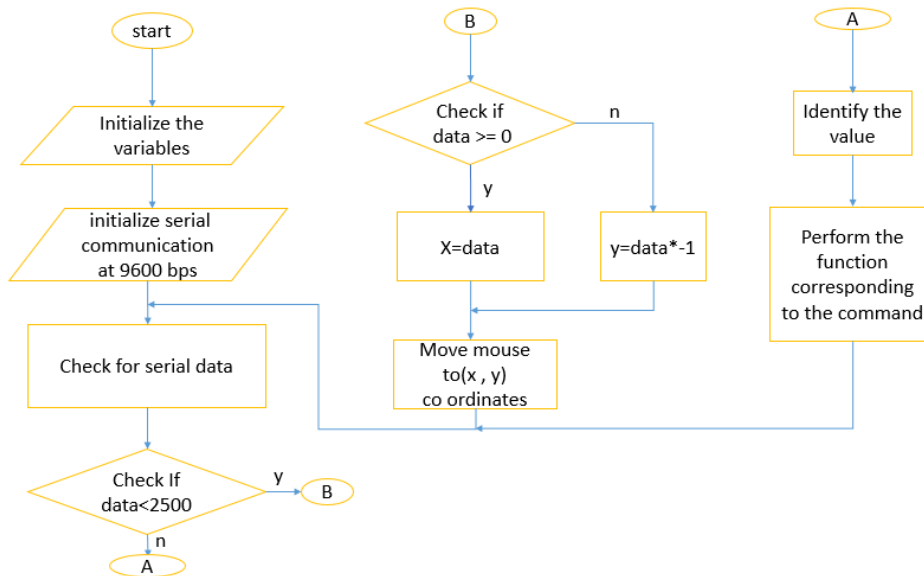 start
Initialize the
variables
initialize serial
communication
at 9600 bps
Check for serial data
Check If
data<2500
y
B
n
A
B
Check if
data >= 0
n
y
X=data
y=data*-1
Move mouse
to(x , y)
co ordinates
A
Identify the
value
Perform the
function
corresponding
to the command